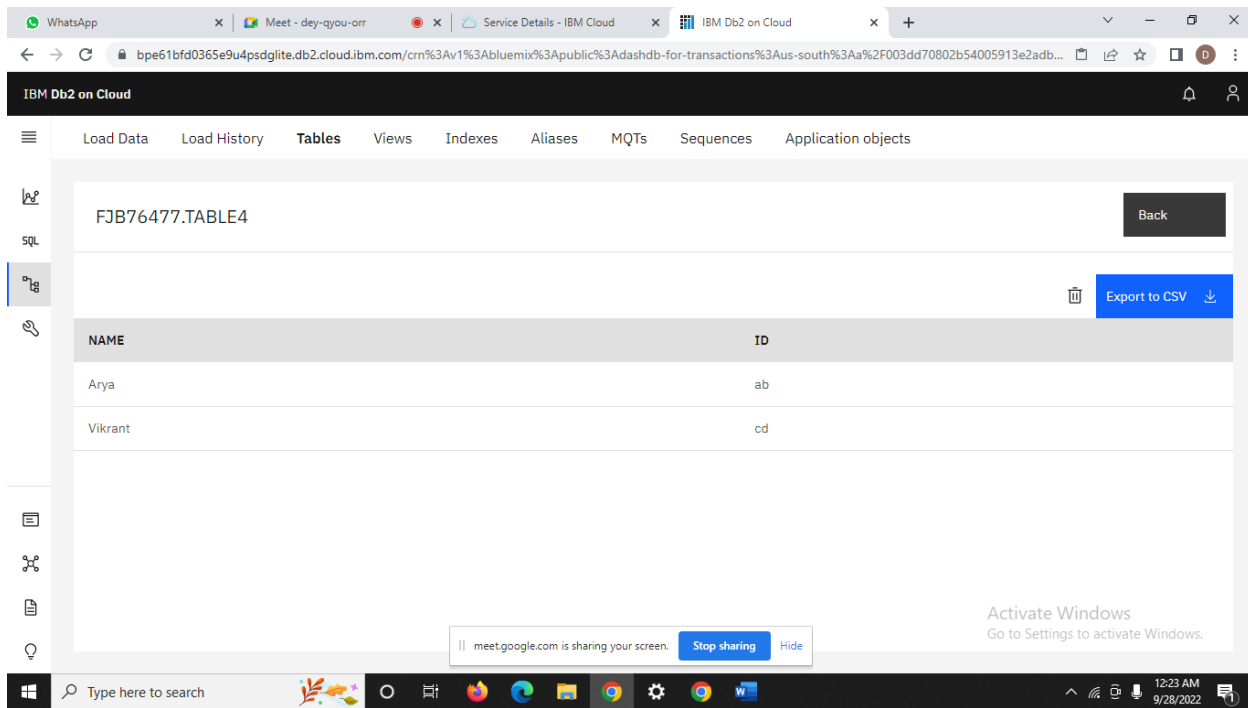 WhatsApp
Meet - dey-qyou-orr
Service Details - IBM Cloud
IBM Db2 on Cloud
bpe61bfd0365e9u4psdglite.db2.cloud.ibm.com/crn%3Av1%3Abluemix%3Apublic%3Adashdb-for-transactions%3Aus-south%3Aa%2F003dd70802b54005913e2adb...
D
IBM Db2 on Cloud
Load Data Load History Tables Views Indexes Aliases MQTs Sequences Application objects
FJB76477.TABLE4
Back
SQL
Export to CSV
NAME ID
Arya ab
Vikrant cd
Activate Windows
Go to Settings to activate Windows.
meet.google.com is sharing your screen. Stop sharing Hide
Type here to search
W
12:23 AM
9/28/2022
1